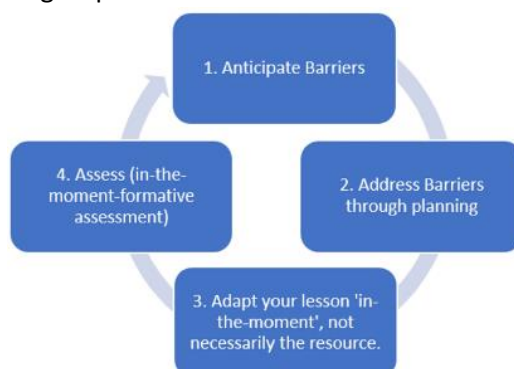 1. Anticipate Barriers
2. Address Barriers
through planning
3. Adapt your lesson 'in-
the-moment', not
necessarily the resource.
4. Assess (in-the-
moment-formative
assessment)